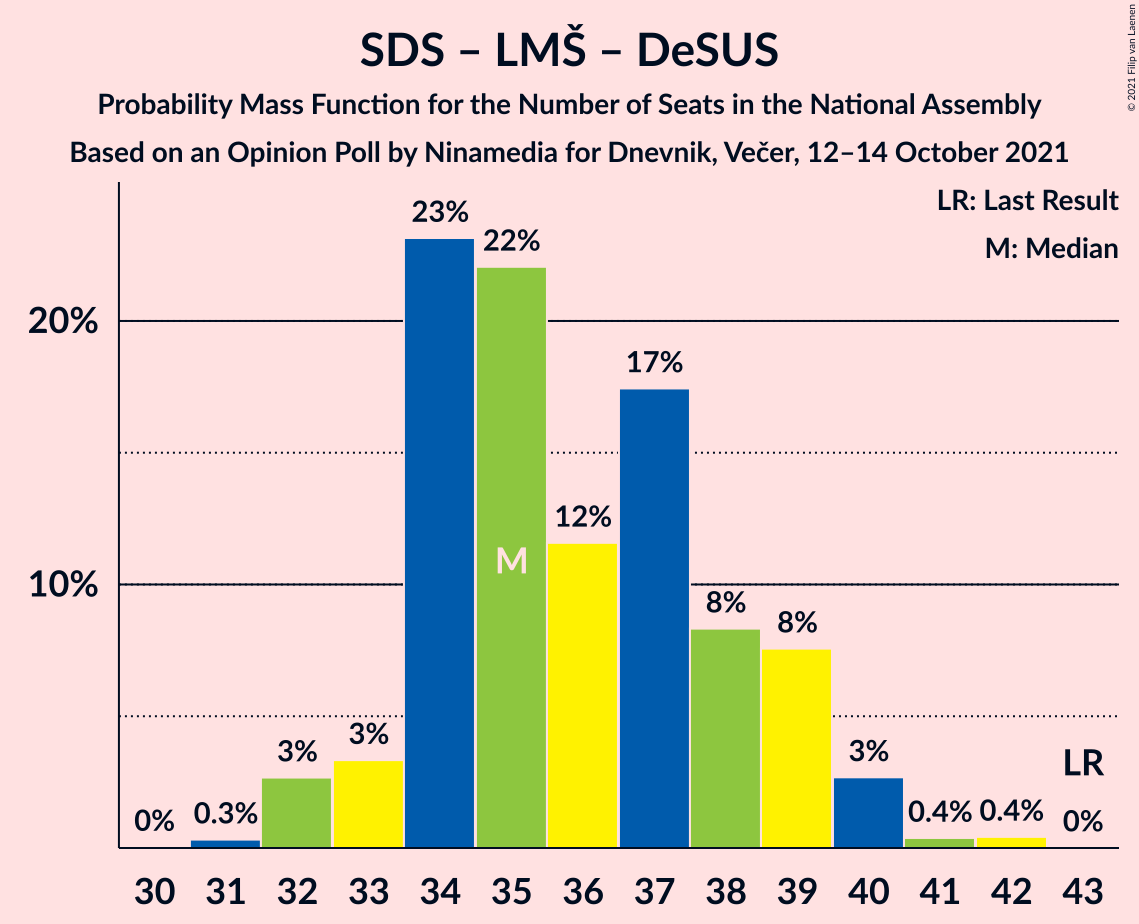 SDS – LMŠ – DeSUS
Probability Mass Function for the Number of Seats in the National Assembly
Based on an Opinion Poll by Ninamedia for Dnevnik, Večer, 12–14 October 2021
© 2021 Filip van Laenen
LR: Last Result
M: Median
20%
10%
0%
0.3%
3%
3%
23%
22%
12%
17%
8%
8%
3%
0.4%
0.4%
0%
M
LR
30 31 32 33 34 35 36 37 38 39 40 41 42 43